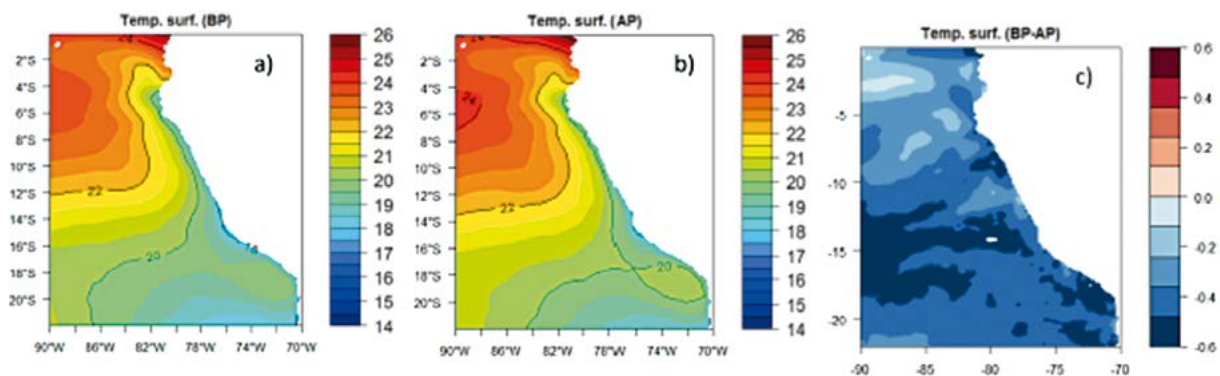 Temp. surf. (BP)
a)
2°S
4°S
6°S
8°S
10°S
12°S
14°S
16°S
18°S
20°S
22
20
90°W 86°W 82°W 78°W 74°W 70°W
26
25
24
23
22
21
20
19
18
17
16
15
14
Temp. surf. (AP)
b)
2°S
4°S
6°S
8°S
10°S
12°S
14°S
16°S
18°S
20°S
24
22
20
90°W 86°W 82°W 78°W 74°W 70°W
26
25
24
23
22
21
20
19
18
17
16
15
14
Temp. surf. (BP-AP)
c)
-5
-10
-15
-20
-90 -85 -80 -75 -70
0.6
0.4
0.2
0.0
-0.2
-0.4
-0.6